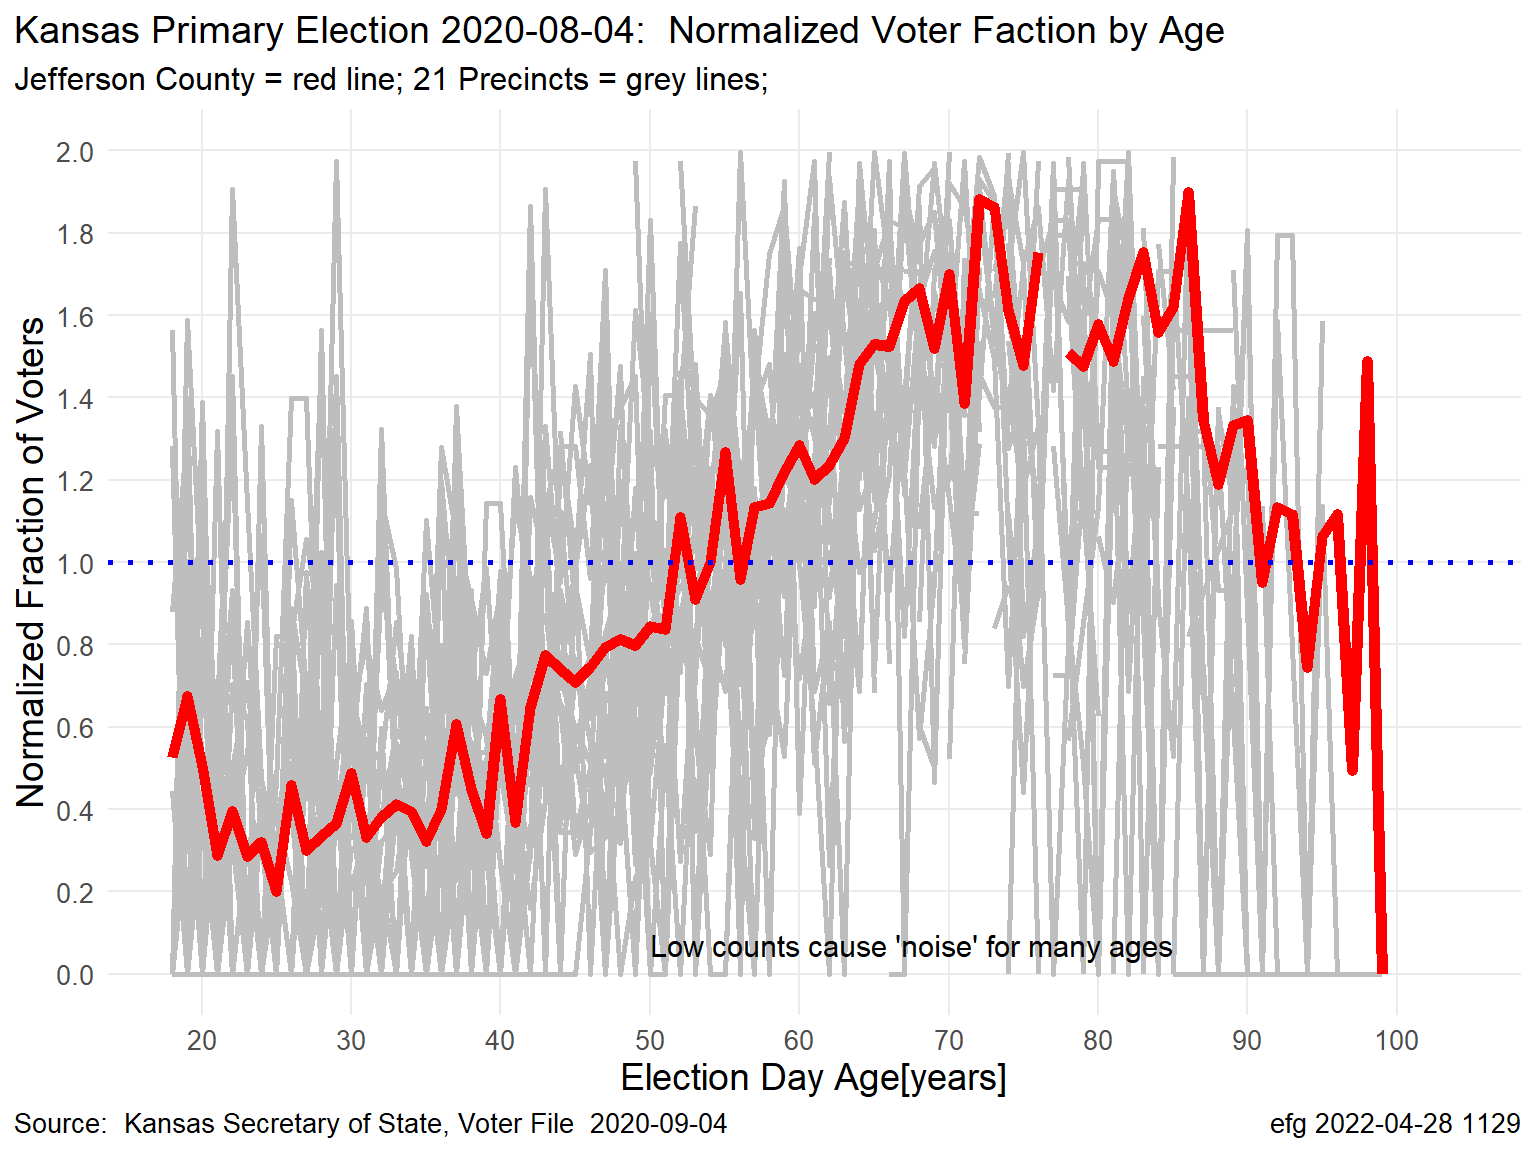 Kansas Primary Election 2020-08-04:  Normalized Voter Faction by Age
Jefferson County = red line; 21 Precincts = grey lines;
Normalized Fraction of Voters
2.0
1.8
1.6
1.4
1.2
1.0
0.8
0.6
0.4
0.2
0.0
Low counts cause 'noise' for many ages
20 30 40 50 60 70 80 90 100
Election Day Age[years]
Source:  Kansas Secretary of State, Voter File  2020-09-04
efg 2022-04-28 1129